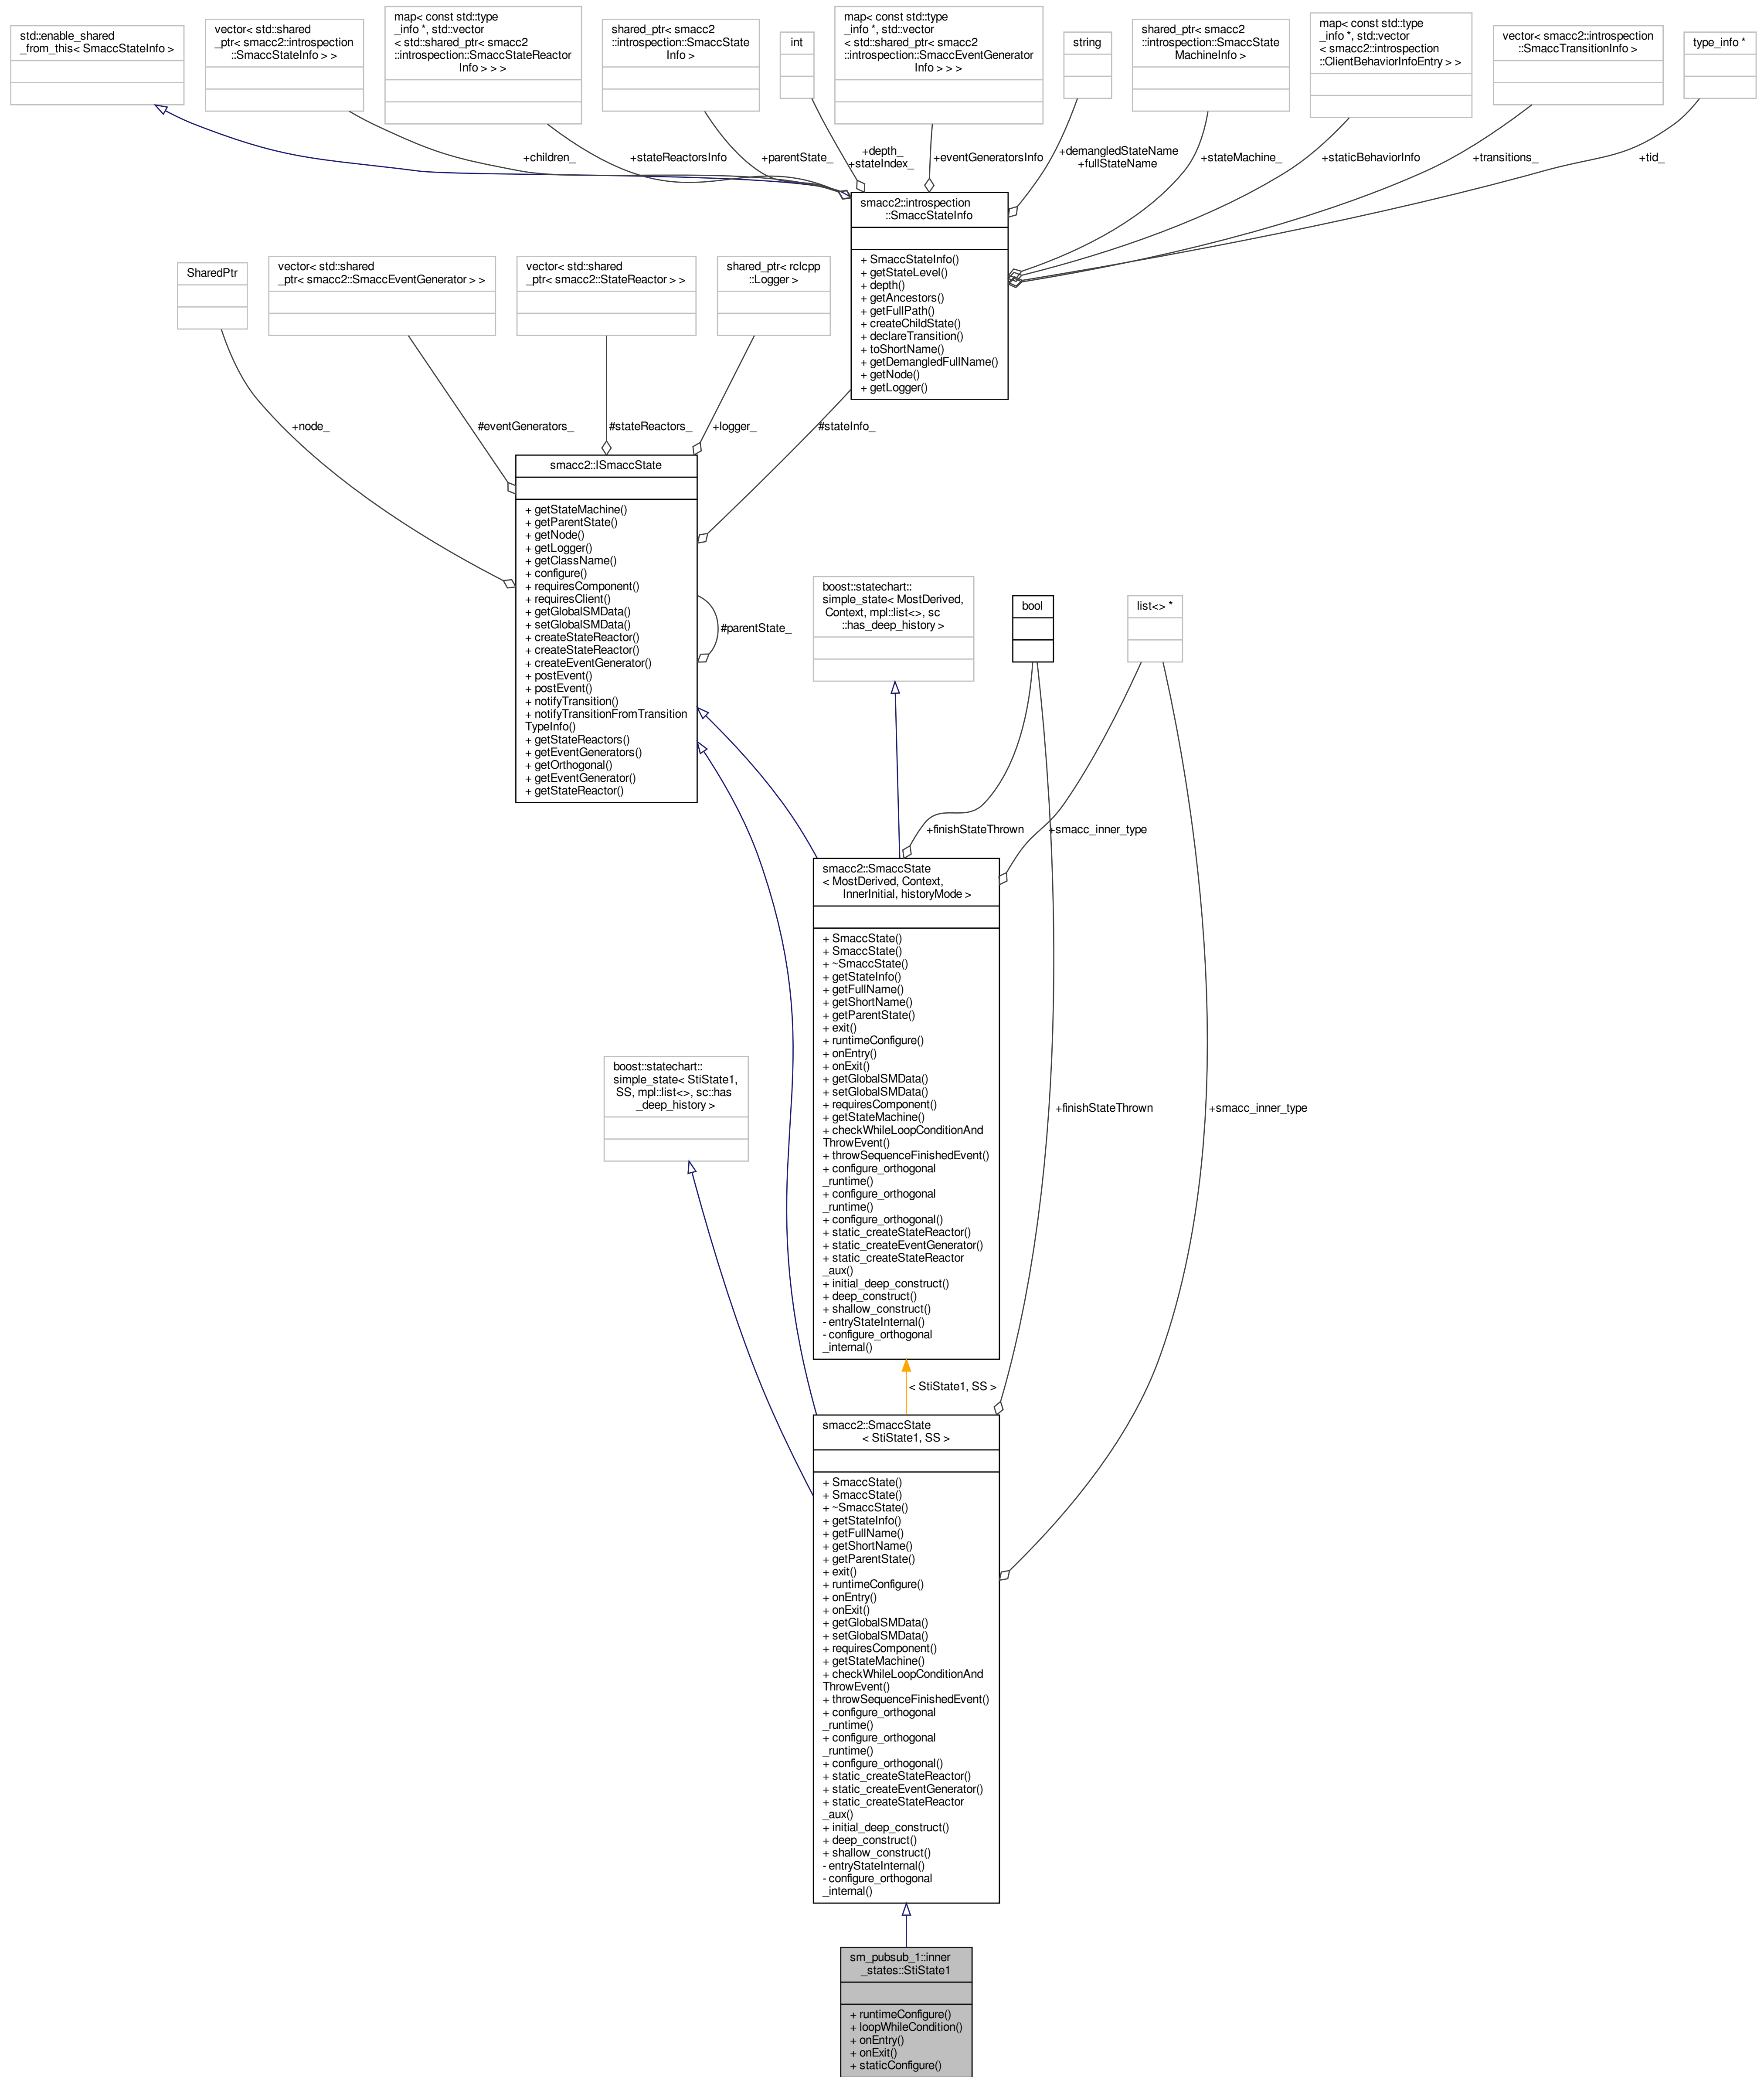 std::enable_shared
_from_this< SmaccStateInfo >
vector< std::shared
_ptr< smacc2::introspection
::SmaccStateInfo > >
map< const std::type
_info *, std::vector
< std::shared_ptr< smacc2
::introspection::SmaccStateReactor
Info > > >
shared_ptr< smacc2
::introspection::SmaccState
Info >
int
map< const std::type
_info *, std::vector
< std::shared_ptr< smacc2
::introspection::SmaccEventGenerator
Info > > >
string
shared_ptr< smacc2
::introspection::SmaccState
MachineInfo >
map< const std::type
_info *, std::vector
< smacc2::introspection
::ClientBehaviorInfoEntry > >
vector< smacc2::introspection
::SmaccTransitionInfo >
type_info *
+children_
+stateReactorsInfo
+parentState_
+depth_
+stateIndex_
+eventGeneratorsInfo
+demangledStateName
+fullStateName
+stateMachine_
+staticBehaviorInfo
+transitions_
+tid_
smacc2::introspection
::SmaccStateInfo
+ SmaccStateInfo()
+ getStateLevel()
+ depth()
+ getAncestors()
+ getFullPath()
+ createChildState()
+ declareTransition()
+ toShortName()
+ getDemangledFullName()
+ getNode()
+ getLogger()
SharedPtr
vector< std::shared
_ptr< smacc2::SmaccEventGenerator > >
vector< std::shared
_ptr< smacc2::StateReactor > >
shared_ptr< rclcpp
::Logger >
+node_
#eventGenerators_
#stateReactors_
+logger_
#stateInfo_
smacc2::ISmaccState
+ getStateMachine()
+ getParentState()
+ getNode()
+ getLogger()
+ getClassName()
+ configure()
+ requiresComponent()
+ requiresClient()
+ getGlobalSMData()
+ setGlobalSMData()
+ createStateReactor()
+ createStateReactor()
+ createEventGenerator()
+ postEvent()
+ postEvent()
+ notifyTransition()
+ notifyTransitionFromTransition
TypeInfo()
+ getStateReactors()
+ getEventGenerators()
+ getOrthogonal()
+ getEventGenerator()
+ getStateReactor()
#parentState_
boost::statechart::
simple_state< MostDerived,
Context, mpl::list<>, sc
::has_deep_history >
bool
list<> *
+finishStateThrown
+smacc_inner_type
smacc2::SmaccState
< MostDerived, Context,
InnerInitial, historyMode >
+ SmaccState()
+ SmaccState()
+ ~SmaccState()
+ getStateInfo()
+ getFullName()
+ getShortName()
+ getParentState()
+ exit()
+ runtimeConfigure()
+ onEntry()
+ onExit()
+ getGlobalSMData()
+ setGlobalSMData()
+ requiresComponent()
+ getStateMachine()
+ checkWhileLoopConditionAnd
ThrowEvent()
+ throwSequenceFinishedEvent()
+ configure_orthogonal
_runtime()
+ configure_orthogonal
_runtime()
+ configure_orthogonal()
+ static_createStateReactor()
+ static_createEventGenerator()
+ static_createStateReactor
_aux()
+ initial_deep_construct()
+ deep_construct()
+ shallow_construct()
- entryStateInternal()
- configure_orthogonal
_internal()
boost::statechart::
simple_state< StiState1,
SS, mpl::list<>, sc::has
_deep_history >
+finishStateThrown
+smacc_inner_type
< StiState1, SS >
smacc2::SmaccState
< StiState1, SS >
+ SmaccState()
+ SmaccState()
+ ~SmaccState()
+ getStateInfo()
+ getFullName()
+ getShortName()
+ getParentState()
+ exit()
+ runtimeConfigure()
+ onEntry()
+ onExit()
+ getGlobalSMData()
+ setGlobalSMData()
+ requiresComponent()
+ getStateMachine()
+ checkWhileLoopConditionAnd
ThrowEvent()
+ throwSequenceFinishedEvent()
+ configure_orthogonal
_runtime()
+ configure_orthogonal
_runtime()
+ configure_orthogonal()
+ static_createStateReactor()
+ static_createEventGenerator()
+ static_createStateReactor
_aux()
+ initial_deep_construct()
+ deep_construct()
+ shallow_construct()
- entryStateInternal()
- configure_orthogonal
_internal()
sm_pubsub_1::inner
_states::StiState1
+ runtimeConfigure()
+ loopWhileCondition()
+ onEntry()
+ onExit()
+ staticConfigure()